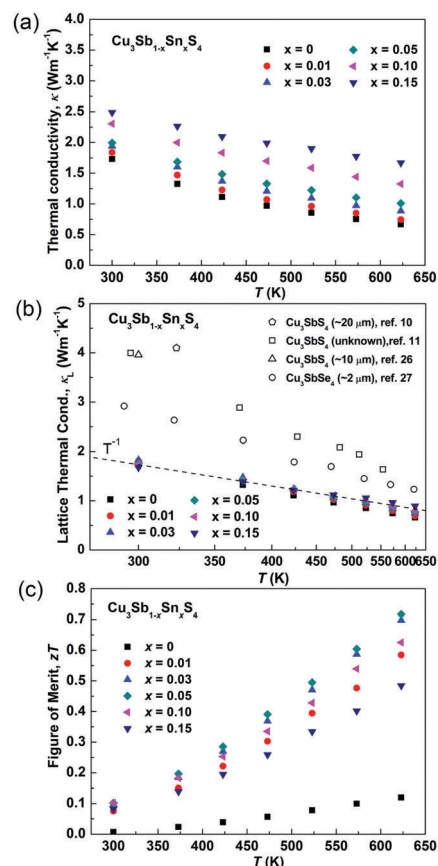 (a)
Cu3Sb1-xSnxS4
x = 0
x = 0.05
x = 0.01
x = 0.10
x = 0.03
x = 0.15
Thermal conductivity, κ (Wm-1K-1)
4.0
3.5
3.0
2.5
2.0
1.5
1.0
0.5
0.0
300 350 400 450 500 550 600 650
T (K)
(b)
Cu3Sb1-xSnxS4
Cu3SbS4 (~20 μm), ref. 10
Cu3SbS4 (unknown),ref. 11
Cu3SbS4 (~10 μm), ref. 26
Cu3SbSe4 (~2 μm), ref. 27
T-1
x = 0
x = 0.05
x = 0.01
x = 0.10
x = 0.03
x = 0.15
Lattice Thermal Cond., κL (Wm-1K-1)
5
4
3
2
1
0
300 400 500 600
T (K)
(c)
Cu3Sb1-xSnxS4
x = 0
x = 0.01
x = 0.03
x = 0.05
x = 0.10
x = 0.15
Figure of Merit, zT
0.8
0.7
0.6
0.5
0.4
0.3
0.2
0.1
0.0
300 350 400 450 500 550 600 650
T (K)